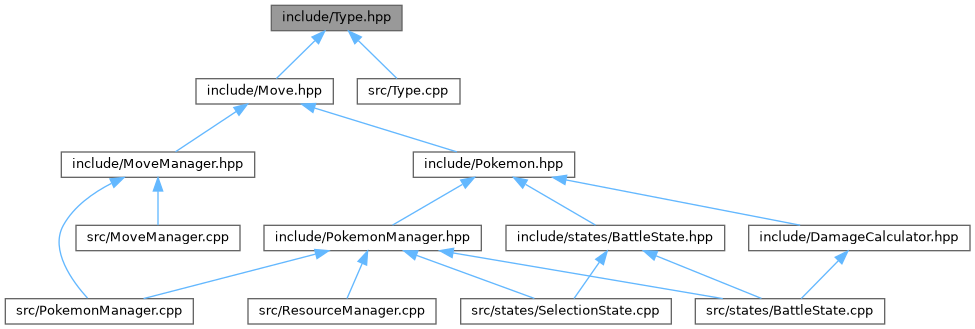 include/Type.hpp
include/Move.hpp
src/Type.cpp
include/MoveManager.hpp
include/Pokemon.hpp
src/MoveManager.cpp
include/PokemonManager.hpp
include/states/BattleState.hpp
include/DamageCalculator.hpp
src/PokemonManager.cpp
src/ResourceManager.cpp
src/states/SelectionState.cpp
src/states/BattleState.cpp